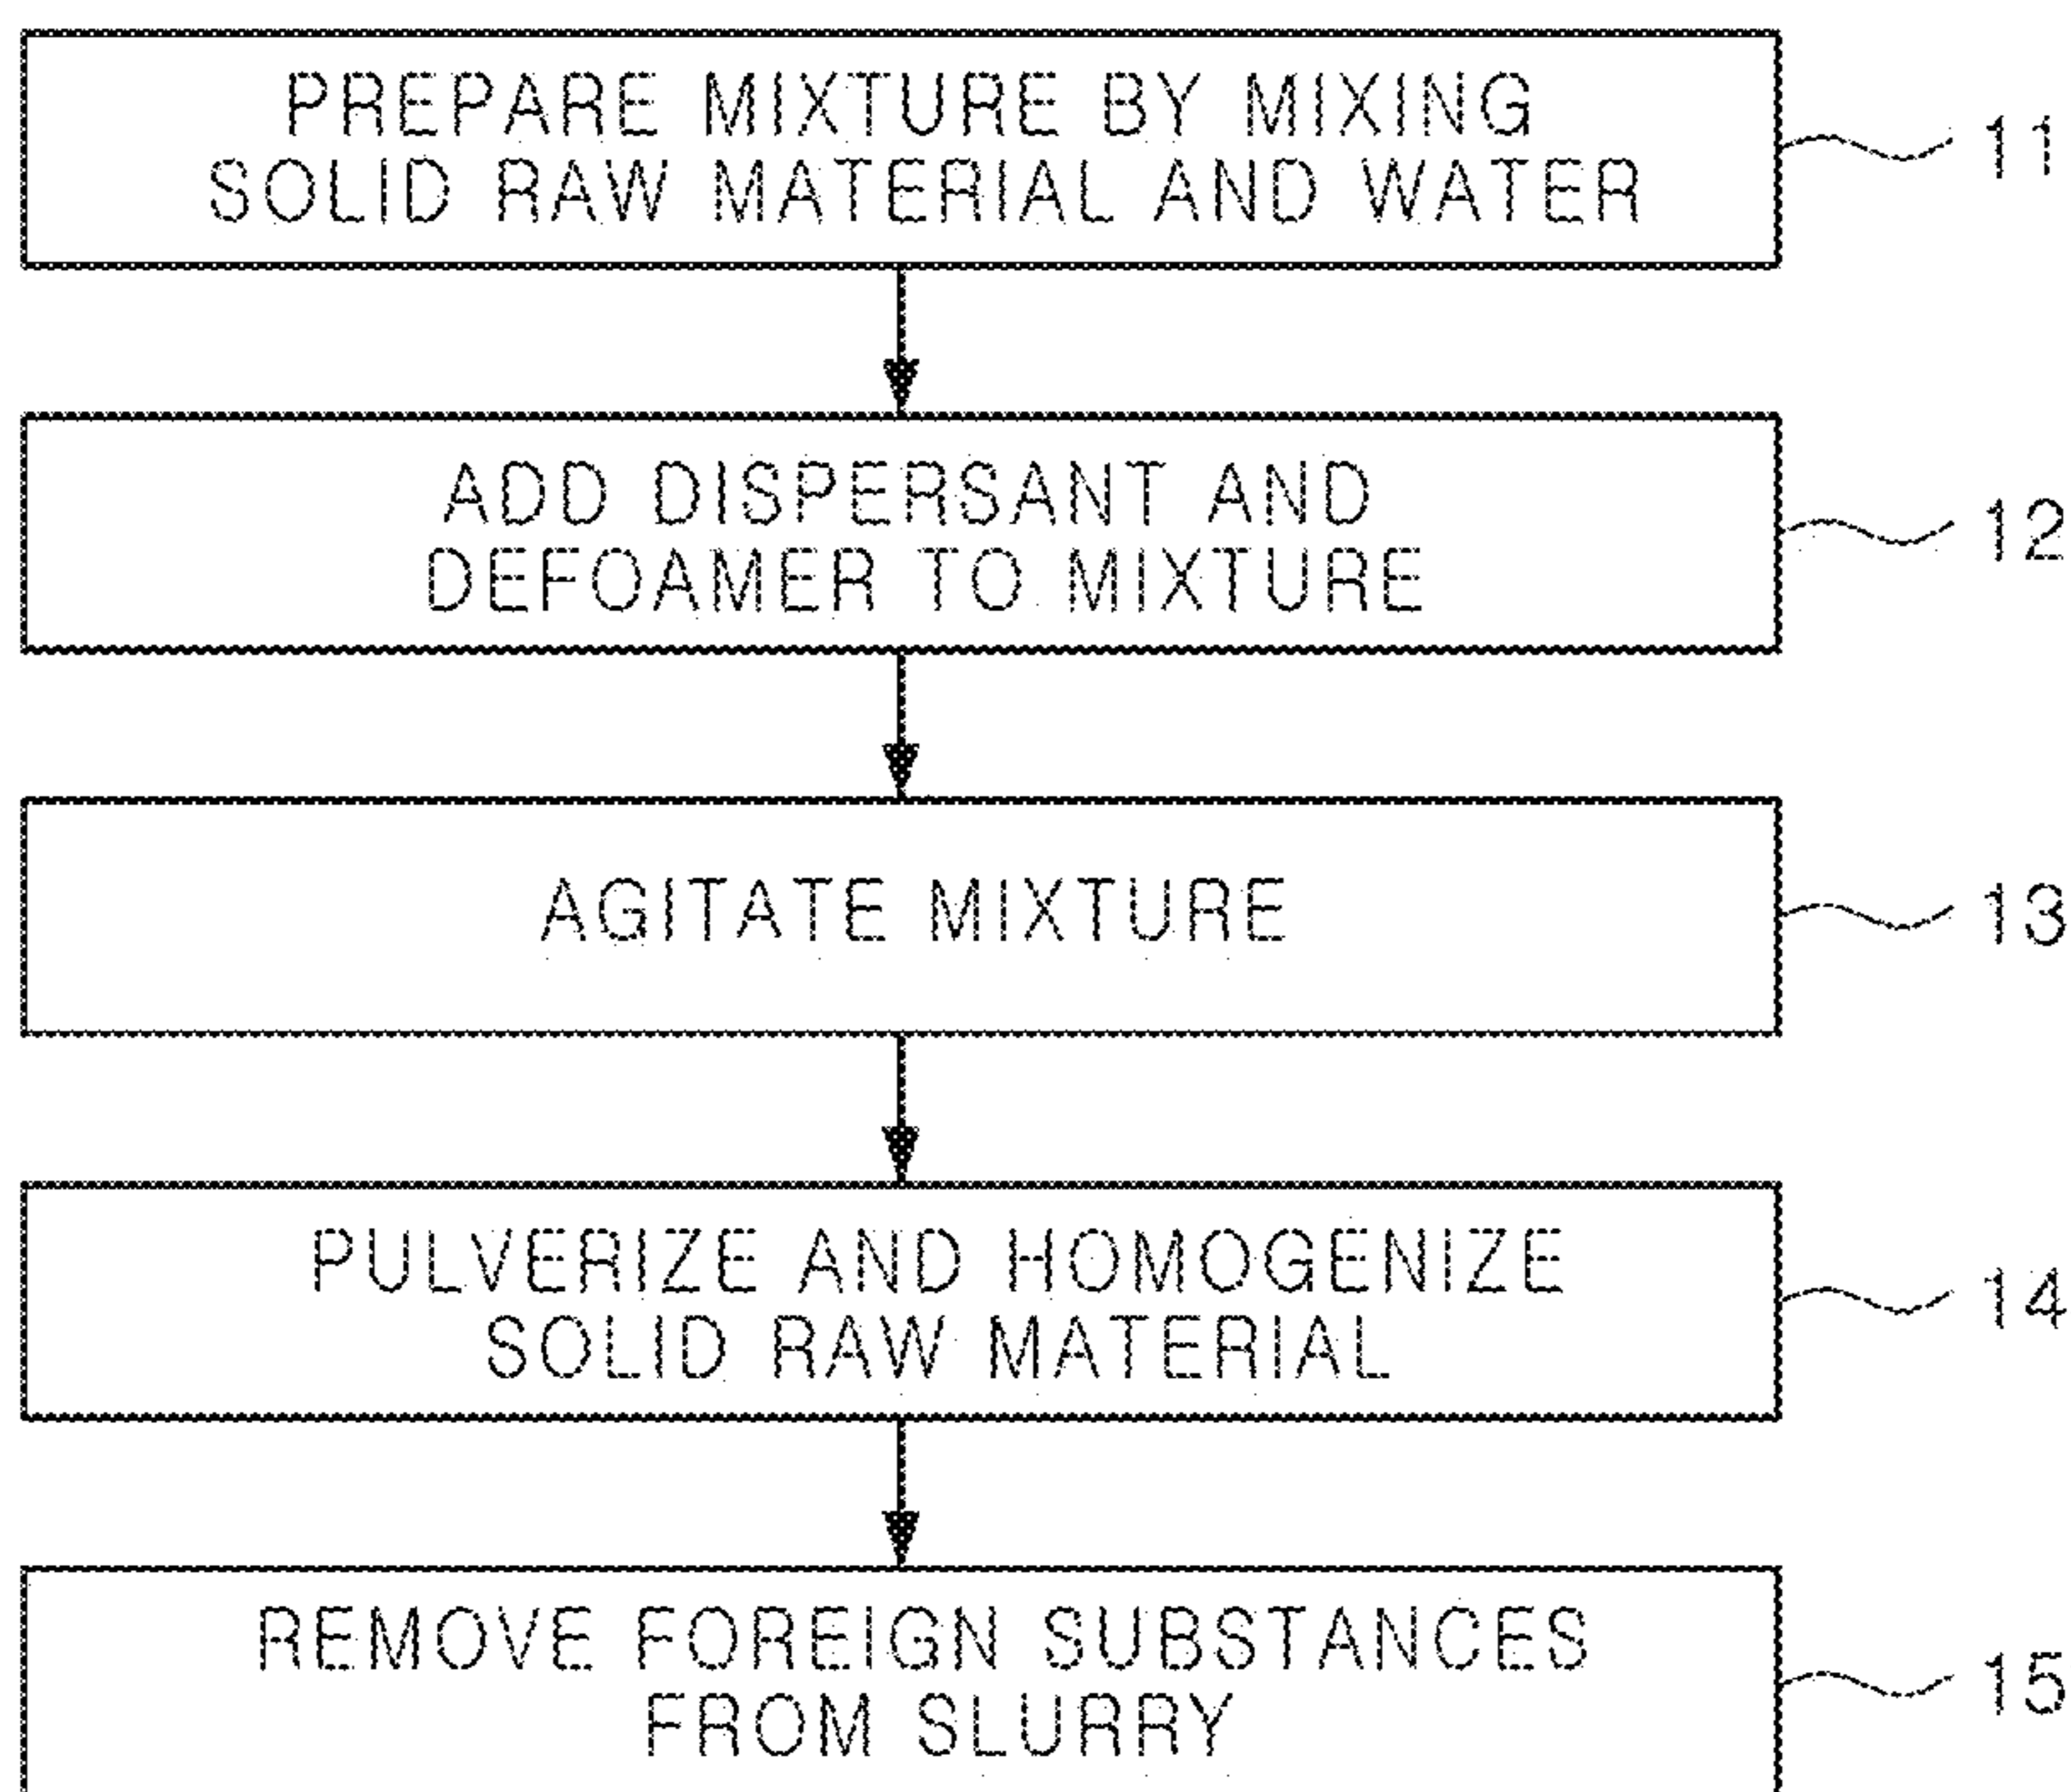 PREPARE MIXTURE BY MIXING
SOLID RAW MATERIAL AND WATER
11
ADD DISPERSANT AND
DEFOAMER TO MIXTURE
12
AGITATE MIXTURE
13
PULVERIZE AND HOMOGENIZE
SOLID RAW MATERIAL
14
REMOVE FOREIGN SUBSTANCES
FROM SLURRY
15